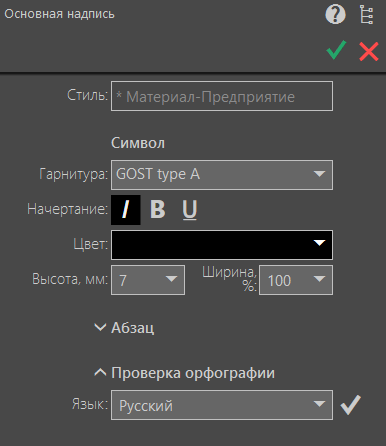 Основная надпись
Стиль: * Материал-Предприятие
Символ
Гарнитура: GOST type A
Начертание: I B U
Цвет:
Высота, мм: 7 Ширина, %: 100
Абзац
Проверка орфографии
Язык: Русский